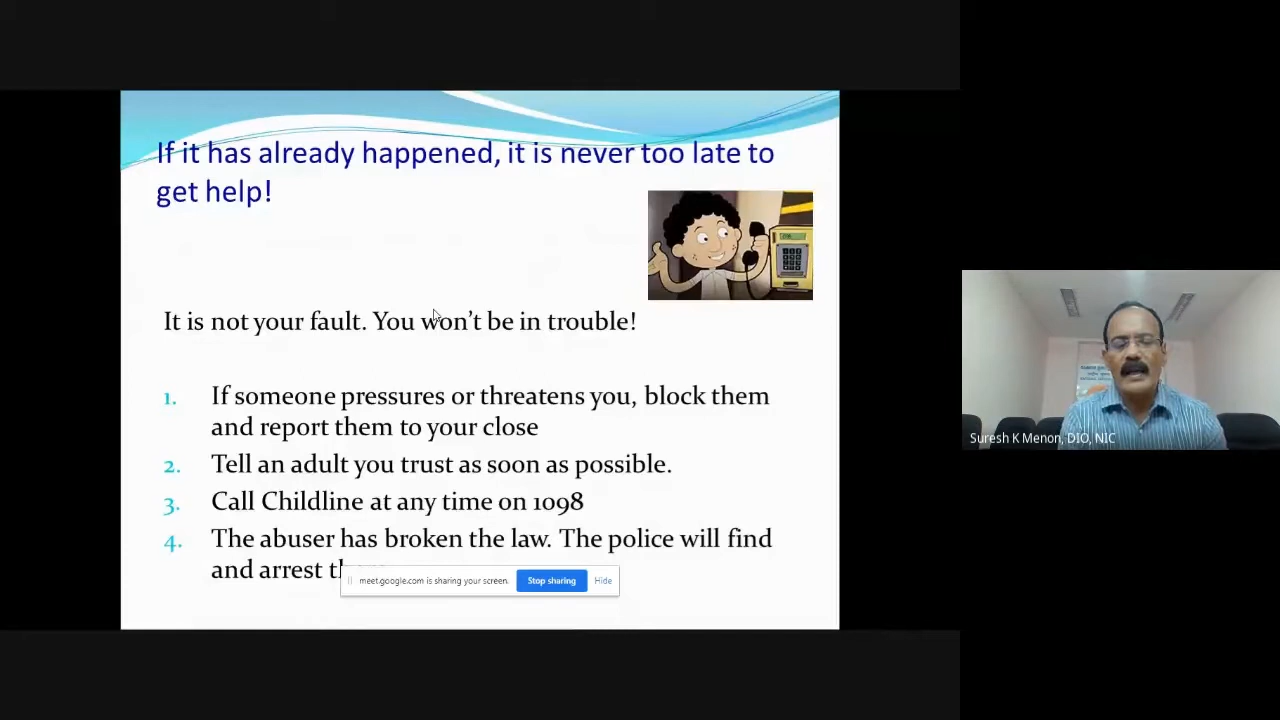 If it has already happened, it is never too late to
get help!
It is not your fault. You won't be in trouble!
1. If someone pressures or threatens you, block them
and report them to your close
2. Tell an adult you trust as soon as possible.
3. Call Childline at any time on 1098
4. The abuser has broken the law. The police will find
and arrest
meet.google.com is sharing your screen.
Stop sharing
Hide
Suresh K Menon, DIO, NIC